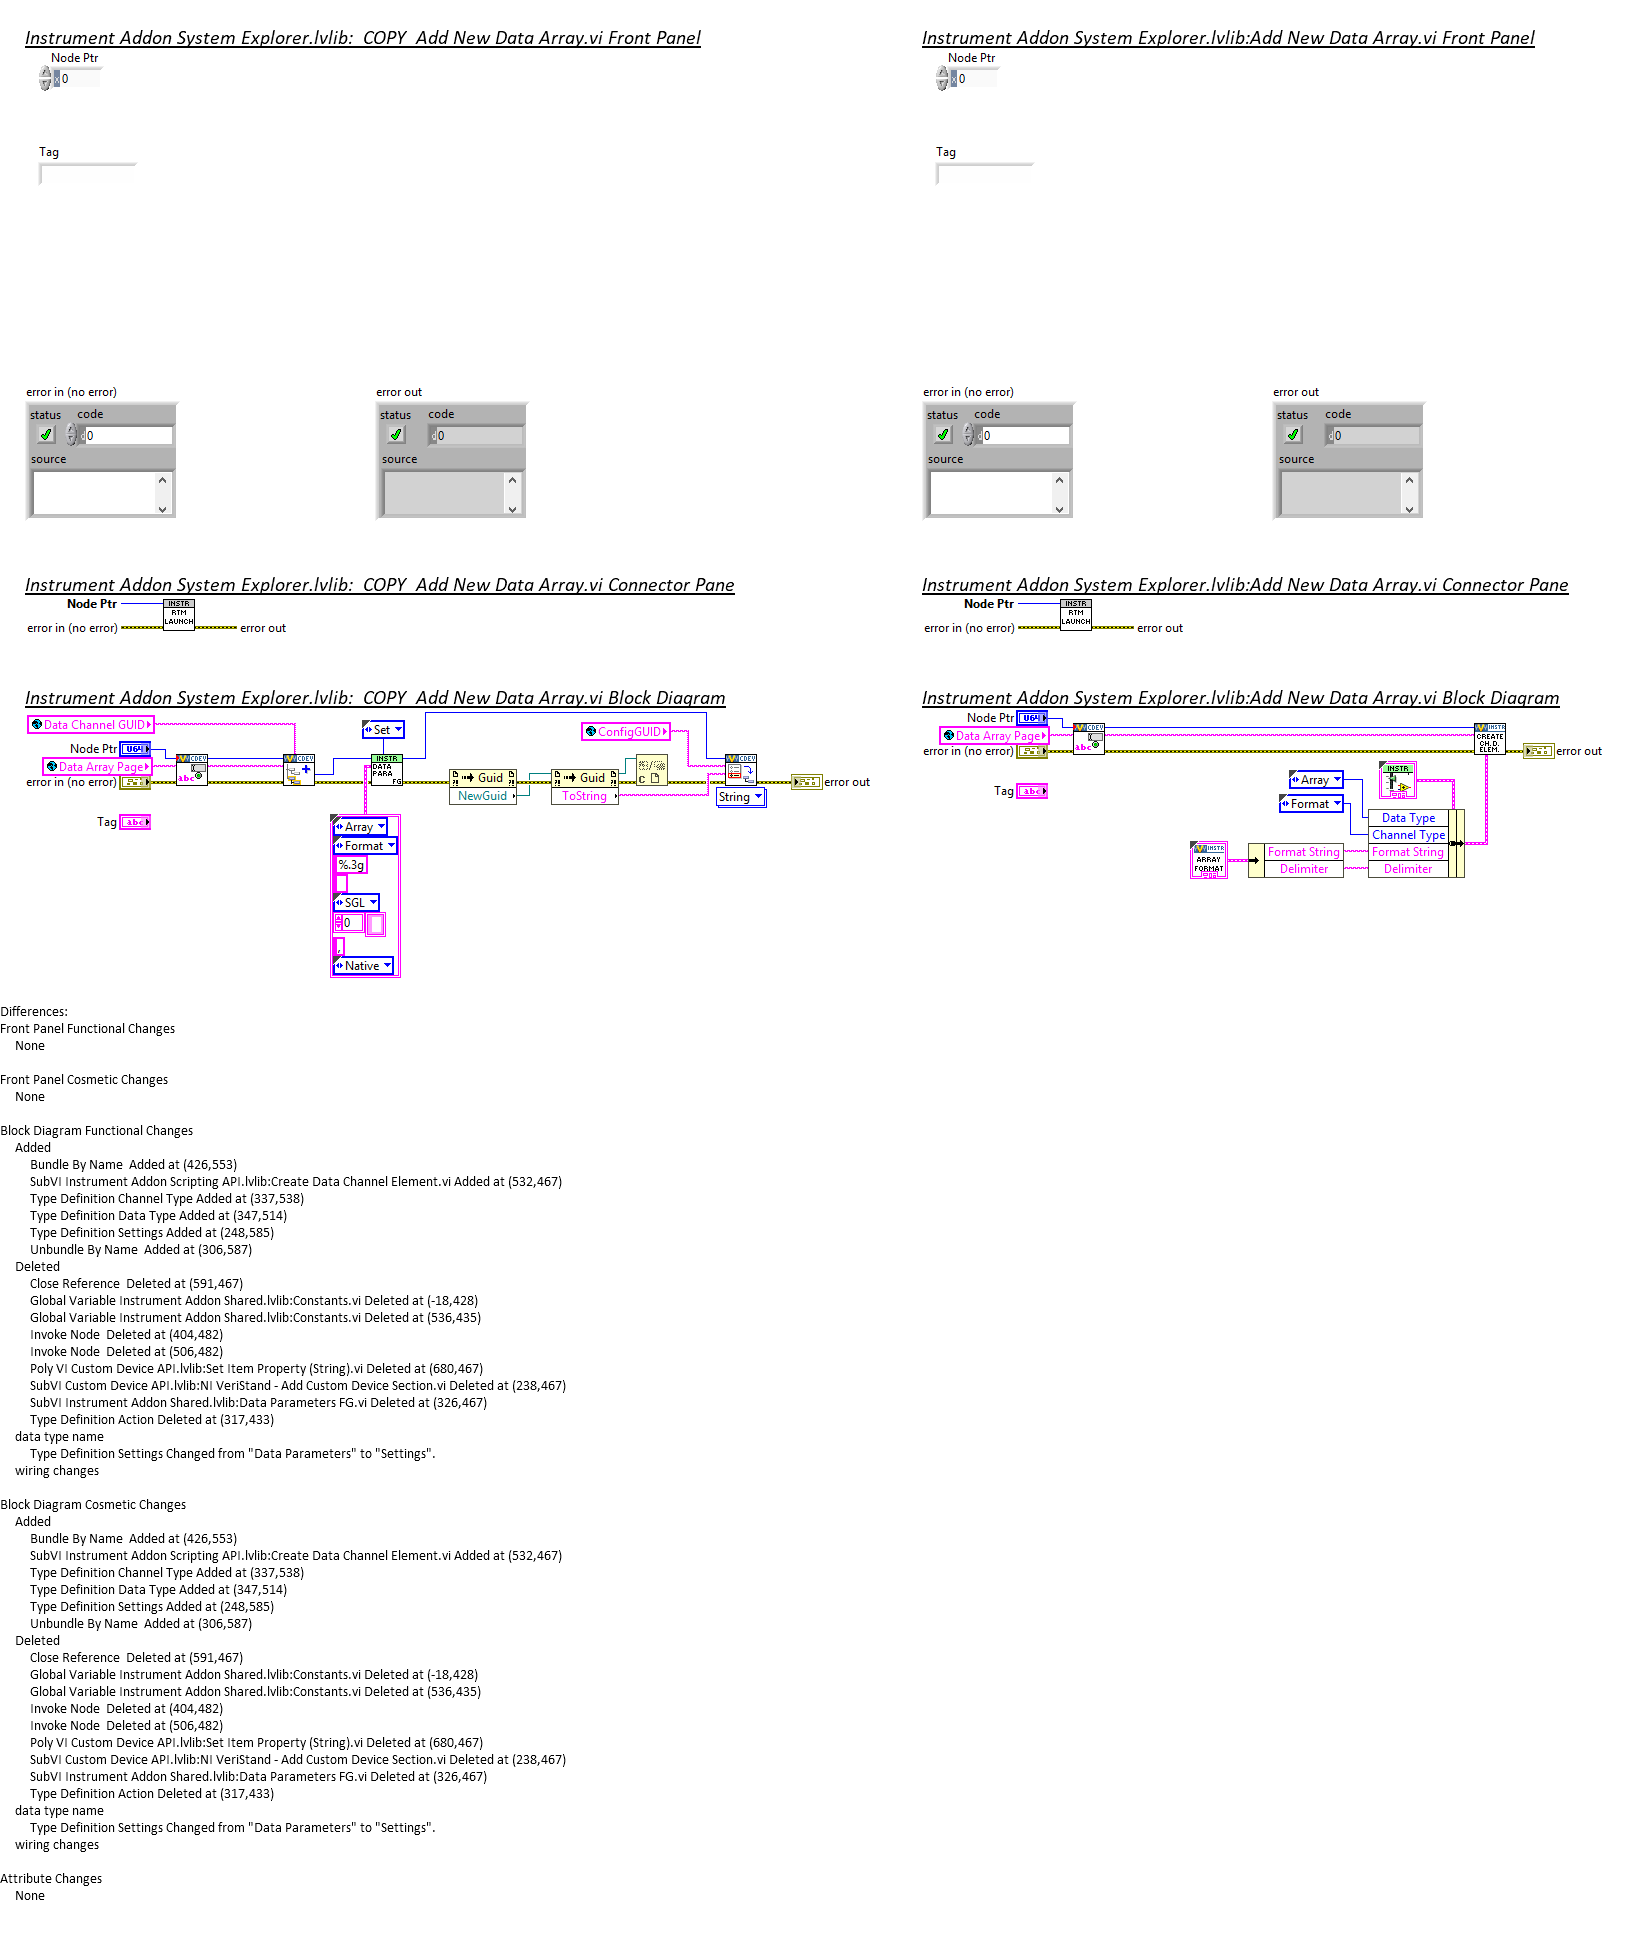 Instrument Addon System Explorer.lvlib:  COPY  Add New Data Array.vi Front Panel
Node Ptr
x 0
Tag
error in (no error)
status code
d 0
source
error out
status code
d 0
source
Instrument Addon System Explorer.lvlib:Add New Data Array.vi Front Panel
Node Ptr
x 0
Tag
error in (no error)
status code
d 0
source
error out
status code
d 0
source
Instrument Addon System Explorer.lvlib:  COPY  Add New Data Array.vi Connector Pane
Node Ptr
INSTR
RTM
LAUNCH
error in (no error)
error out
Instrument Addon System Explorer.lvlib:Add New Data Array.vi Connector Pane
Node Ptr
INSTR
RTM
LAUNCH
error in (no error)
error out
Instrument Addon System Explorer.lvlib:  COPY  Add New Data Array.vi Block Diagram
Data Channel GUID
Set
ConfigGUID
Node Ptr U64
CDEV
CDEV
INSTR
CDEV
Data Array Page
abc
DATA
PARA
FG
error in (no error)
Guid
NewGuid
Guid
ToString
String
error out
Tag abc
Array
Format
%.3g
SGL
0
,
Native
Instrument Addon System Explorer.lvlib:Add New Data Array.vi Block Diagram
Node Ptr U64
CDEV
INSTR
Data Array Page
abc
CREATE
CH.D.
ELEM.
error in (no error)
error out
Tag abc
Array
INSTR
Format
Data Type
Channel Type
INSTR
ARRAY
FORMAT
Format String
Format String
Delimiter
Delimiter
Differences:
Front Panel Functional Changes
None
Front Panel Cosmetic Changes
None
Block Diagram Functional Changes
Added
Bundle By Name  Added at (426,553)
SubVI Instrument Addon Scripting API.lvlib:Create Data Channel Element.vi Added at (532,467)
Type Definition Channel Type Added at (337,538)
Type Definition Data Type Added at (347,514)
Type Definition Settings Added at (248,585)
Unbundle By Name  Added at (306,587)
Deleted
Close Reference  Deleted at (591,467)
Global Variable Instrument Addon Shared.lvlib:Constants.vi Deleted at (-18,428)
Global Variable Instrument Addon Shared.lvlib:Constants.vi Deleted at (536,435)
Invoke Node  Deleted at (404,482)
Invoke Node  Deleted at (506,482)
Poly VI Custom Device API.lvlib:Set Item Property (String).vi Deleted at (680,467)
SubVI Custom Device API.lvlib:NI VeriStand - Add Custom Device Section.vi Deleted at (238,467)
SubVI Instrument Addon Shared.lvlib:Data Parameters FG.vi Deleted at (326,467)
Type Definition Action Deleted at (317,433)
data type name
Type Definition Settings Changed from "Data Parameters" to "Settings".
wiring changes
Block Diagram Cosmetic Changes
Added
Bundle By Name  Added at (426,553)
SubVI Instrument Addon Scripting API.lvlib:Create Data Channel Element.vi Added at (532,467)
Type Definition Channel Type Added at (337,538)
Type Definition Data Type Added at (347,514)
Type Definition Settings Added at (248,585)
Unbundle By Name  Added at (306,587)
Deleted
Close Reference  Deleted at (591,467)
Global Variable Instrument Addon Shared.lvlib:Constants.vi Deleted at (-18,428)
Global Variable Instrument Addon Shared.lvlib:Constants.vi Deleted at (536,435)
Invoke Node  Deleted at (404,482)
Invoke Node  Deleted at (506,482)
Poly VI Custom Device API.lvlib:Set Item Property (String).vi Deleted at (680,467)
SubVI Custom Device API.lvlib:NI VeriStand - Add Custom Device Section.vi Deleted at (238,467)
SubVI Instrument Addon Shared.lvlib:Data Parameters FG.vi Deleted at (326,467)
Type Definition Action Deleted at (317,433)
data type name
Type Definition Settings Changed from "Data Parameters" to "Settings".
wiring changes
Attribute Changes
None